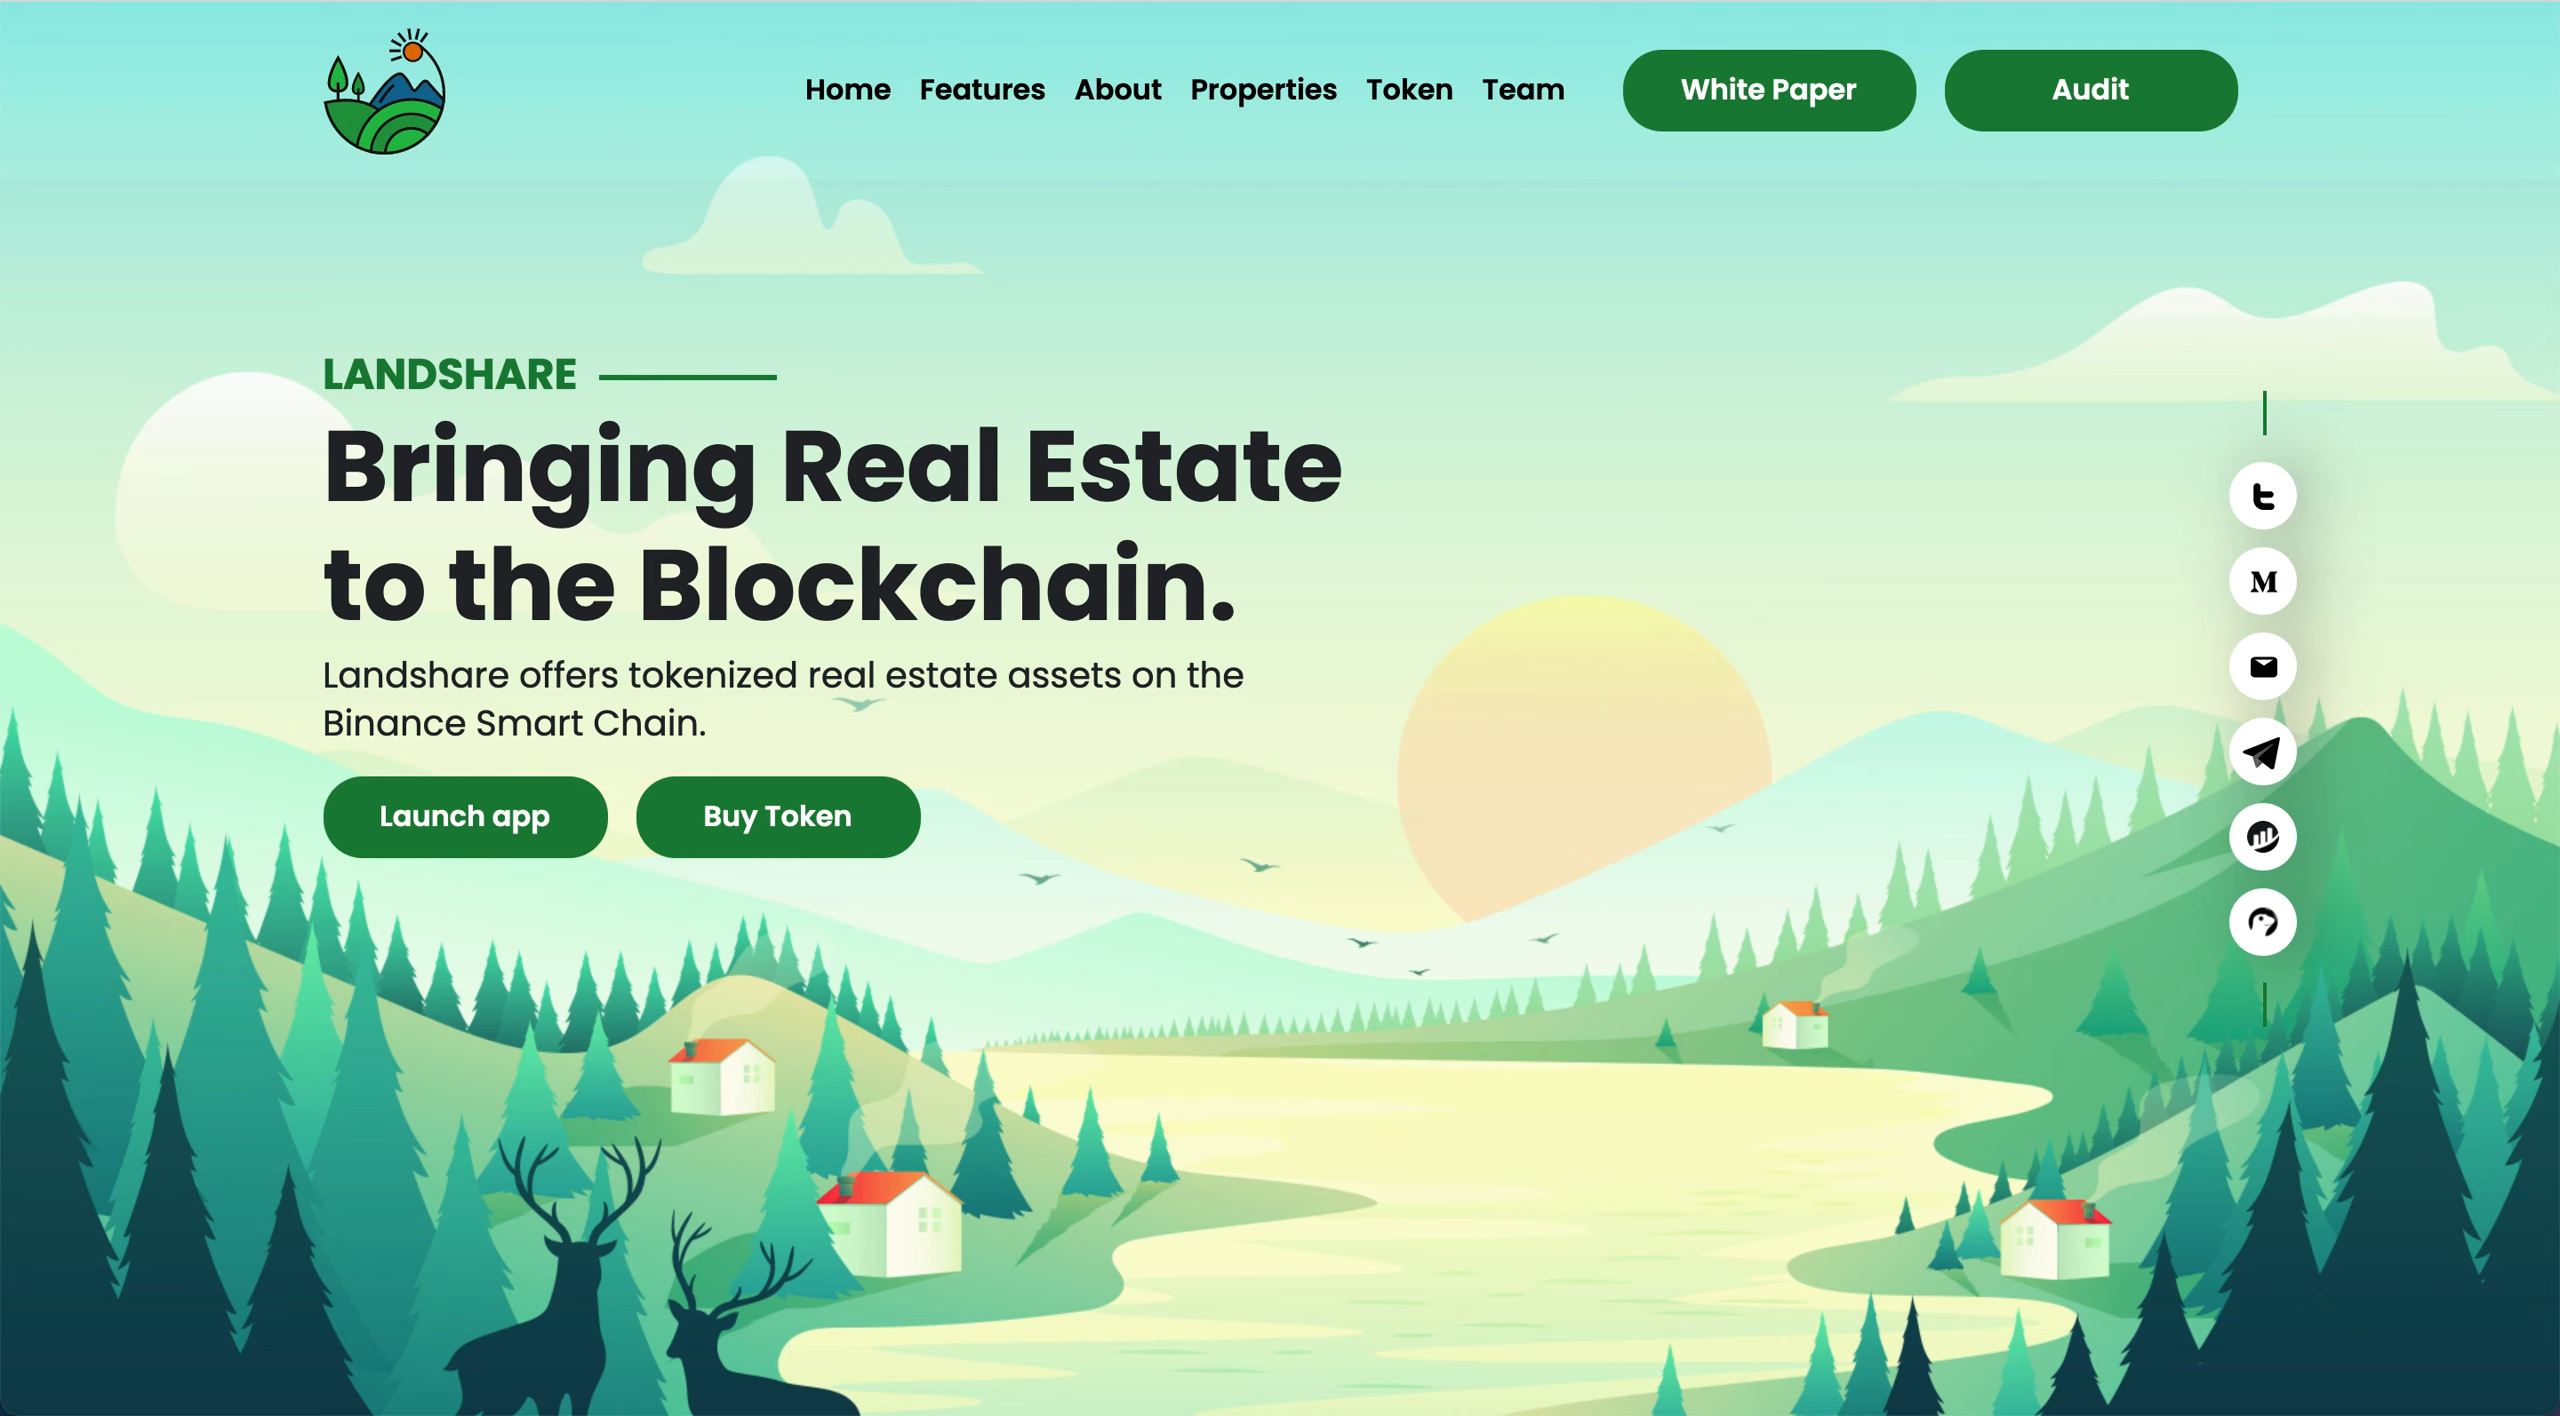 Home Features About Properties Token Team White Paper Audit
LANDSHARE
Bringing Real Estate
to the Blockchain.
Landshare offers tokenized real estate assets on the
Binance Smart Chain.
Launch app Buy Token
M